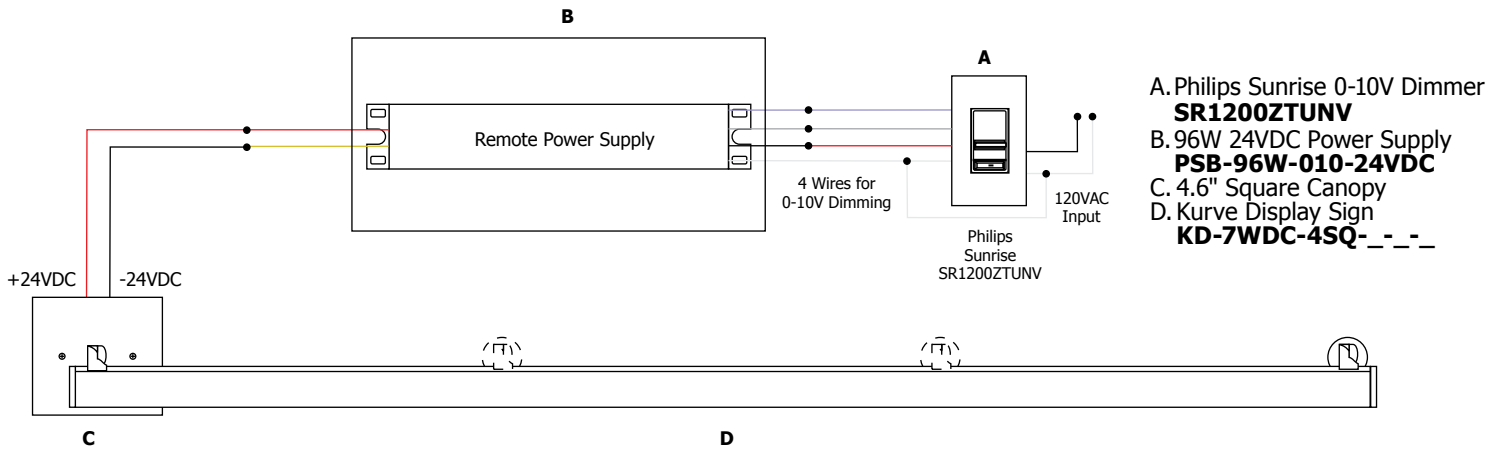 B
A
Remote Power Supply
4 Wires for
0-10V Dimming
120VAC
Input
Philips
Sunrise
SR1200ZTUNV
A. Philips Sunrise 0-10V Dimmer
SR1200ZTUNV
B. 96W 24VDC Power Supply
PSB-96W-010-24VDC
C. 4.6" Square Canopy
D. Kurve Display Sign
KD-7WDC-4SQ-_-_-_
+24VDC
-24VDC
C
D